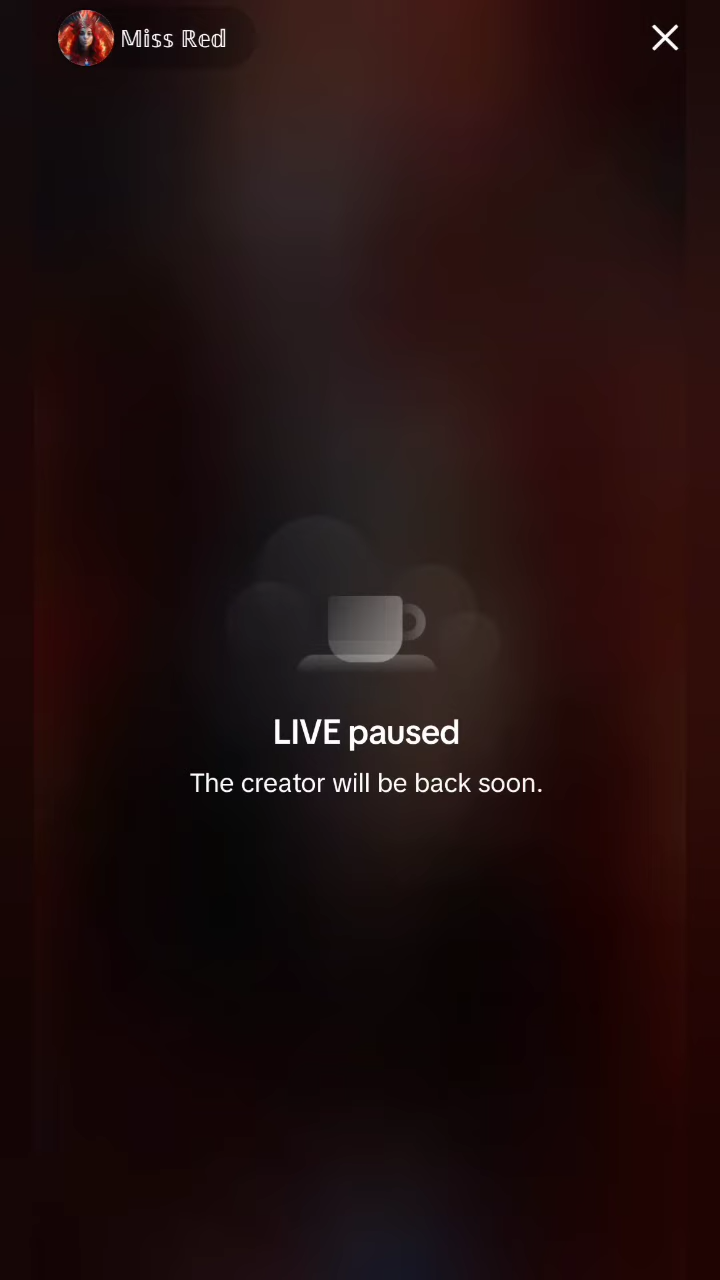 𝕄𝕚𝕤𝕤 ℝ𝕖𝕕
LIVE paused
The creator will be back soon.